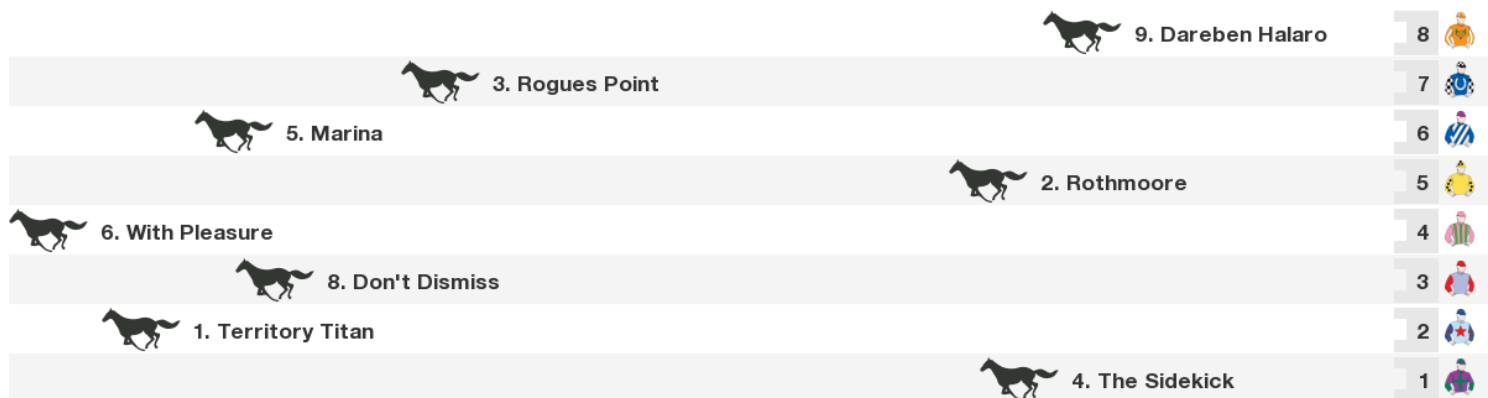 9. Dareben Halaro 8
3. Rogues Point 7
5. Marina 6
2. Rothmoore 5
6. With Pleasure 4
8. Don't Dismiss 3
1. Territory Titan 2
4. The Sidekick 1